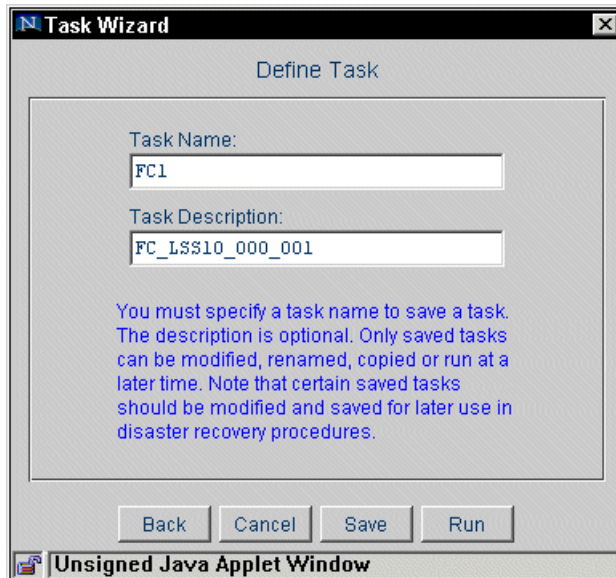 N Task Wizard
Define Task
Task Name:
FC1
Task Description:
FC_LSS10_000_001
You must specify a task name to save a task.
The description is optional. Only saved tasks
can be modified, renamed, copied or run at a
later time. Note that certain saved tasks
should be modified and saved for later use in
disaster recovery procedures.
Back Cancel Save Run
Unsigned Java Applet Window